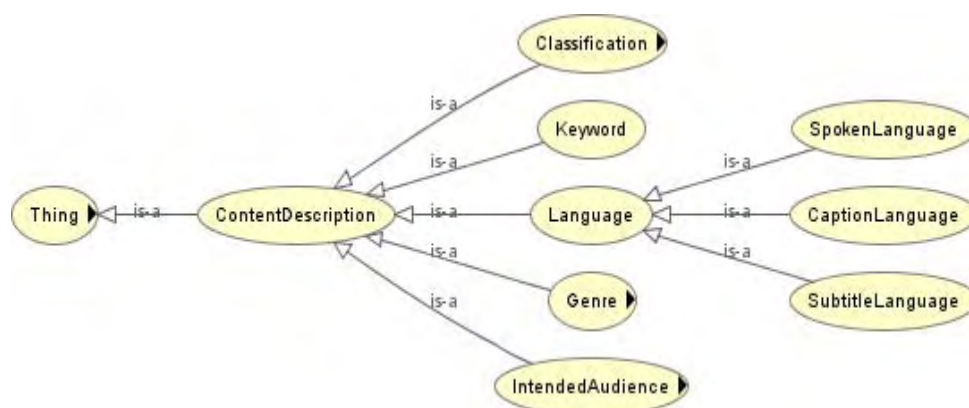 Classification
is-a
Keyword
SpokenLanguage
is-a
is-a
Thing
is-a
ContentDescription
is-a
Language
is-a
CaptionLanguage
is-a
is-a
is-a
Genre
SubtitleLanguage
IntendedAudience